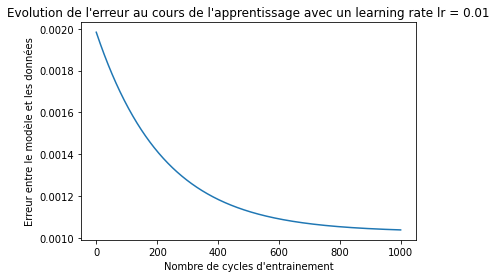 Evolution de l'erreur au cours de l'apprentissage avec un learning rate lr = 0.01
Erreur entre le modèle et les données
0.0020
0.0018
0.0016
0.0014
0.0012
0.0010
0 200 400 600 800 1000
Nombre de cycles d'entrainement